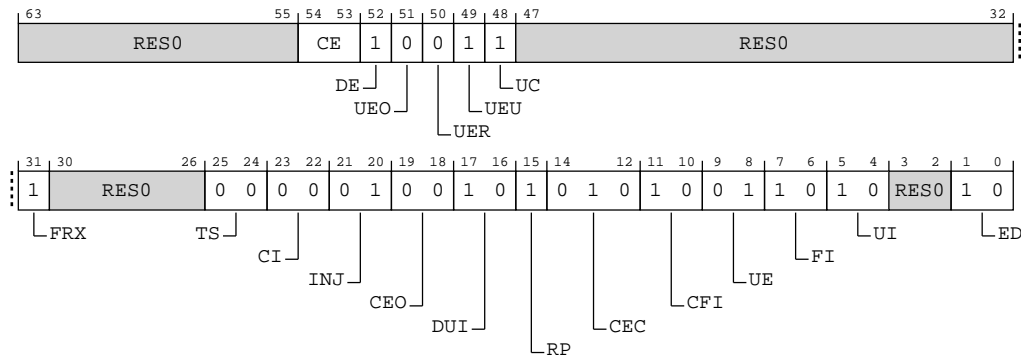 63 55 54 53 52 51 50 49 48 47 32
RES0 CE 1 0 0 1 1 RES0
DE UC
UEO UEU
UER
31 30 26 25 24 23 22 21 20 19 18 17 16 15 14 12 11 10 9 8 7 6 5 4 3 2 1 0
1 RES0 0 0 0 0 0 1 0 0 1 0 1 0 1 0 1 0 0 1 1 0 1 0 RES0 1 0
FRX TS UI ED
CI FI
INJ UE
CEO CFI
DUI CEC
RP